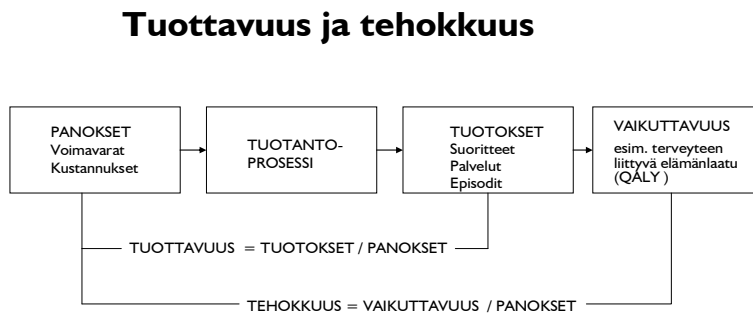 Tuottavuus ja tehokkuus
PANOKSET
Voimavarat
Kustannukset
TUOTANTO-
PROSESSI
TUOTOKSET
Suoritteet
Palvelut
Episodit
VAIKUTTAVUUS
esim. terveyteen
liittyvä elämänlaatu
(QALY )
TUOTTAVUUS = TUOTOKSET / PANOKSET
TEHOKKUUS = VAIKUTTAVUUS / PANOKSET